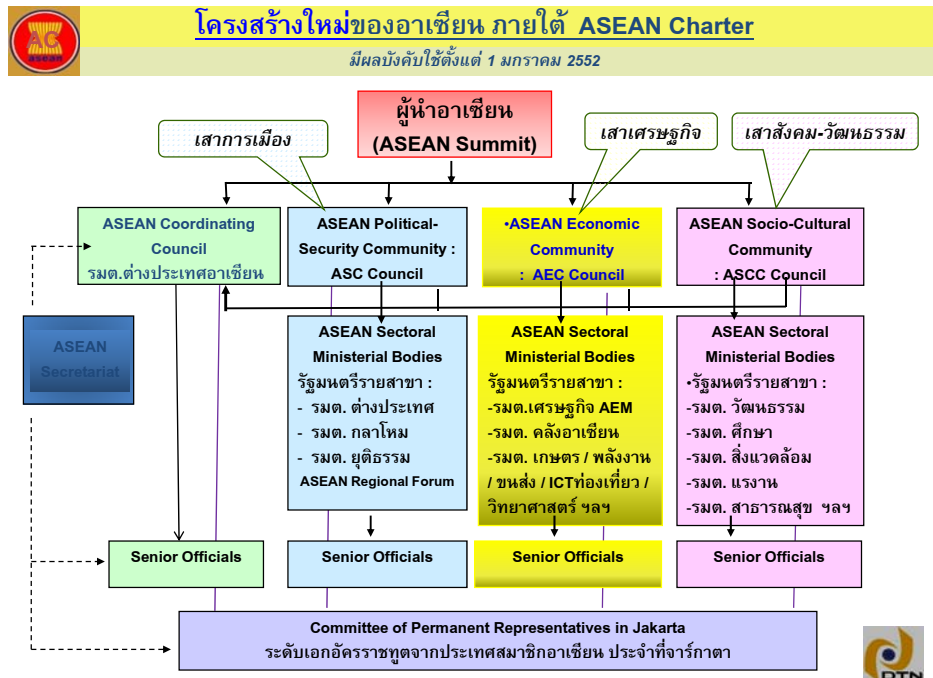 โครงสร้างใหม่ของอาเซียน ภายใต้ ASEAN Charter
มีผลบังคับใช้ตั้งแต่ 1 มกราคม 2552
asean
ผู้นำอาเซียน
(ASEAN Summit)
เสาการเมือง
เสาเศรษฐกิจ
เสาสังคม-วัฒนธรรม
ASEAN Coordinating
Council
รมต.ต่างประเทศอาเซียน
ASEAN Political-
Security Community :
ASC Council
•ASEAN Economic
Community
: AEC Council
ASEAN Socio-Cultural
Community
: ASCC Council
ASEAN
Secretariat
ASEAN Sectoral
Ministerial Bodies
รัฐมนตรีรายสาขา :
- รมต. ต่างประเทศ
- รมต. กลาโหม
- รมต. ยุติธรรม
ASEAN Regional Forum
ASEAN Sectoral
Ministerial Bodies
รัฐมนตรีรายสาขา :
-รมต.เศรษฐกิจ AEM
-รมต. คลังอาเซียน
-รมต. เกษตร / พลังงาน
/ ขนส่ง / ICTท่องเที่ยว /
วิทยาศาสตร์ ฯลฯ
ASEAN Sectoral
Ministerial Bodies
•รัฐมนตรีรายสาขา :
-รมต. วัฒนธรรม
-รมต. ศึกษา
-รมต. สิ่งแวดล้อม
-รมต. แรงาน
-รมต. สาธารณสุข ฯลฯ
Senior Officials
Senior Officials
Senior Officials
Senior Officials
Committee of Permanent Representatives in Jakarta
ระดับเอกอัครราชทูตจากประเทศสมาชิกอาเซียน ประจำที่จาร์กาตา
DTN